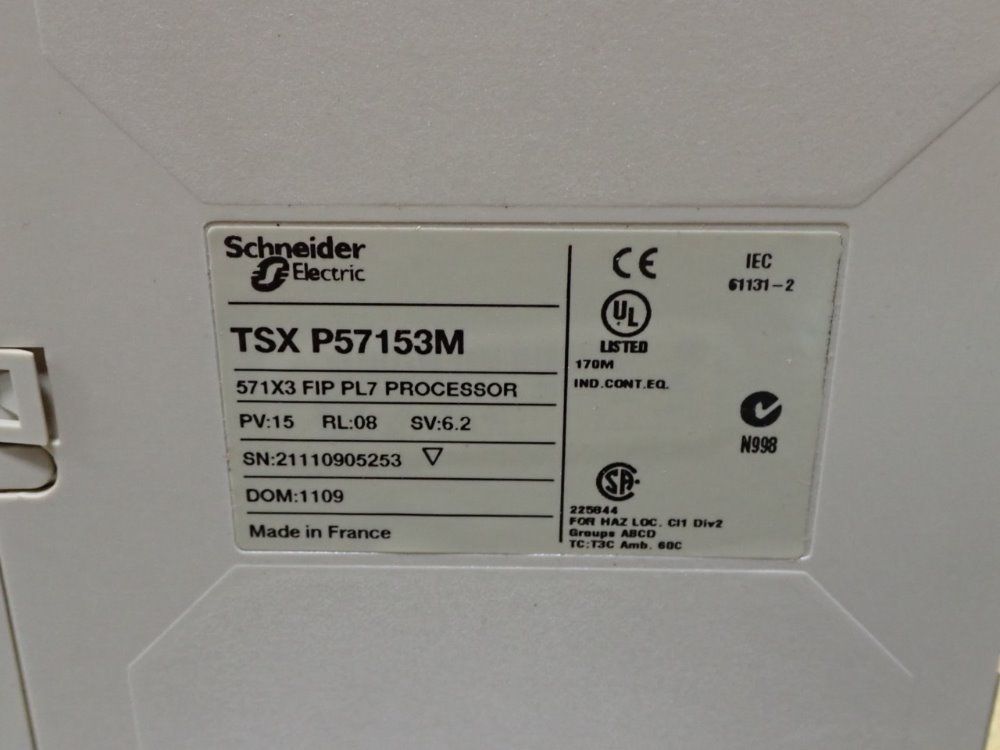 Schneider
Electric
TSX P57153M
571X3 FIP PL7 PROCESSOR
PV:15 RL:08 SV:6.2
SN:21110905253
DOM:1109
Made in France
CE
IEC
61131-2
UL
LISTED
170M
IND.CONT.EQ.
N998
SA
225844
FOR HAZ LOC. Cl1 Div2
Groups ABCD
TC:T3C Amb. 60C